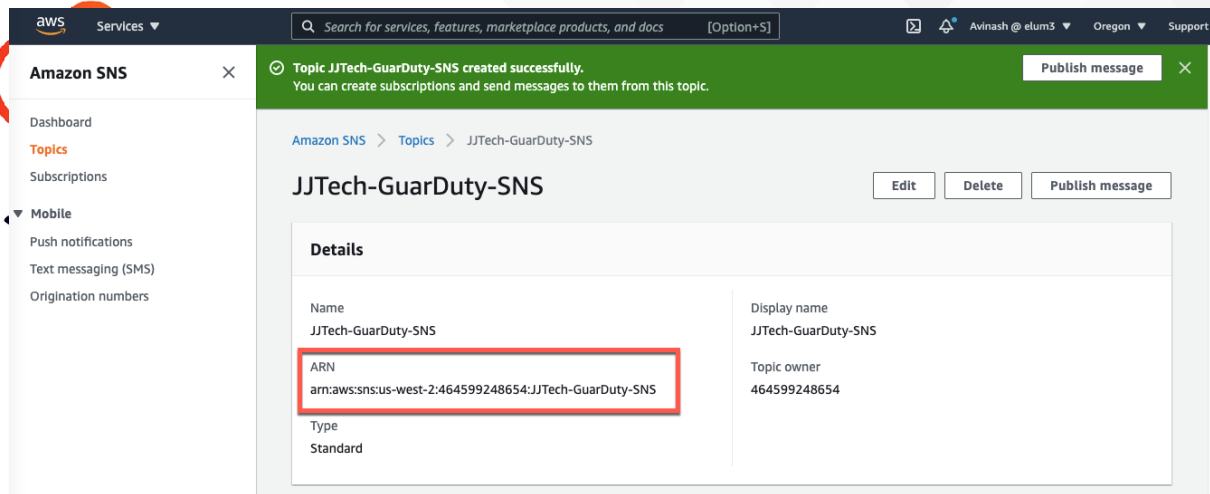 aws Services ▼ Search for services, features, marketplace products, and docs [Option+S] Avinash @ elum3 ▼ Oregon ▼ Support
Amazon SNS
Topic JJTech-GuarDuty-SNS created successfully.
You can create subscriptions and send messages to them from this topic.
Publish message
Dashboard
Topics
Subscriptions
Mobile
Push notifications
Text messaging (SMS)
Origination numbers
Amazon SNS > Topics > JJTech-GuarDuty-SNS
JJTech-GuarDuty-SNS
Edit Delete Publish message
Details
Name
JJTech-GuarDuty-SNS
ARN
arn:aws:sns:us-west-2:464599248654:JJTech-GuarDuty-SNS
Type
Standard
Display name
JJTech-GuarDuty-SNS
Topic owner
464599248654